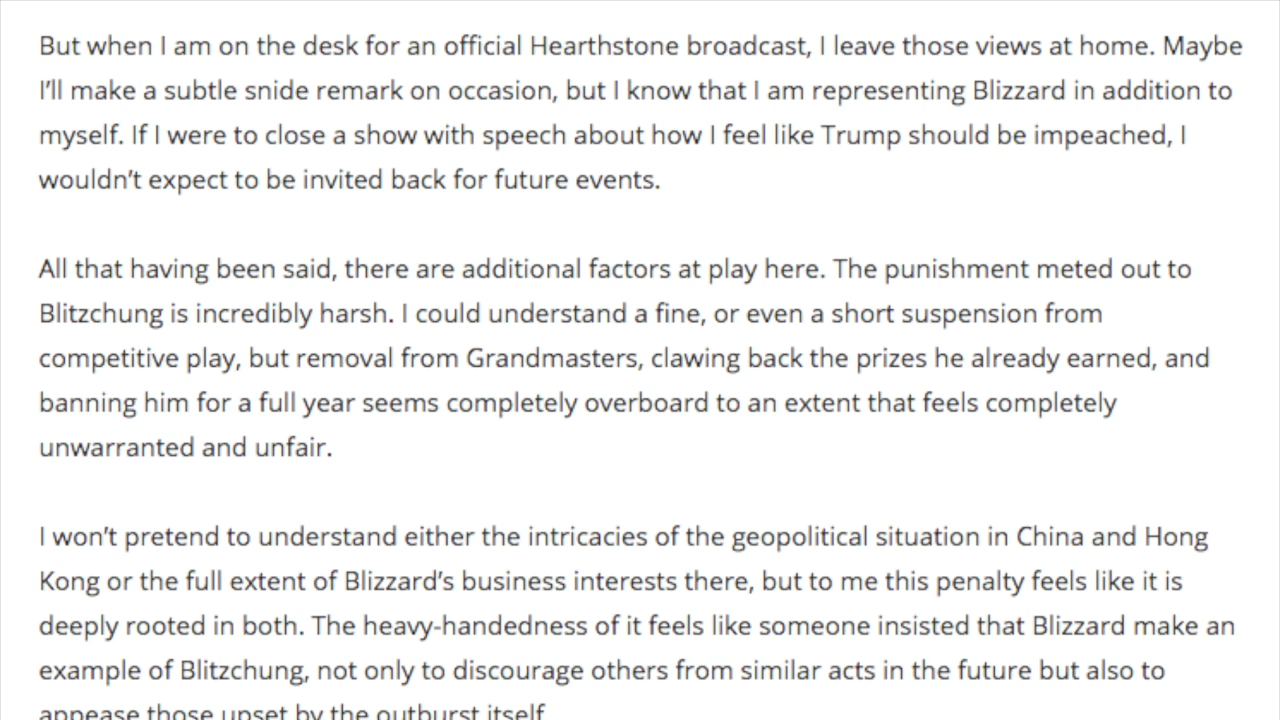 But when I am on the desk for an official Hearthstone broadcast, I leave those views at home. Maybe
I’ll make a subtle snide remark on occasion, but I know that I am representing Blizzard in addition to
myself. If I were to close a show with speech about how I feel like Trump should be impeached, I
wouldn’t expect to be invited back for future events.
All that having been said, there are additional factors at play here. The punishment meted out to
Blitzchung is incredibly harsh. I could understand a fine, or even a short suspension from
competitive play, but removal from Grandmasters, clawing back the prizes he already earned, and
banning him for a full year seems completely overboard to an extent that feels completely
unwarranted and unfair.
I won’t pretend to understand either the intricacies of the geopolitical situation in China and Hong
Kong or the full extent of Blizzard’s business interests there, but to me this penalty feels like it is
deeply rooted in both. The heavy-handedness of it feels like someone insisted that Blizzard make an
example of Blitzchung, not only to discourage others from similar acts in the future but also to
appease those upset by the outburst itself.